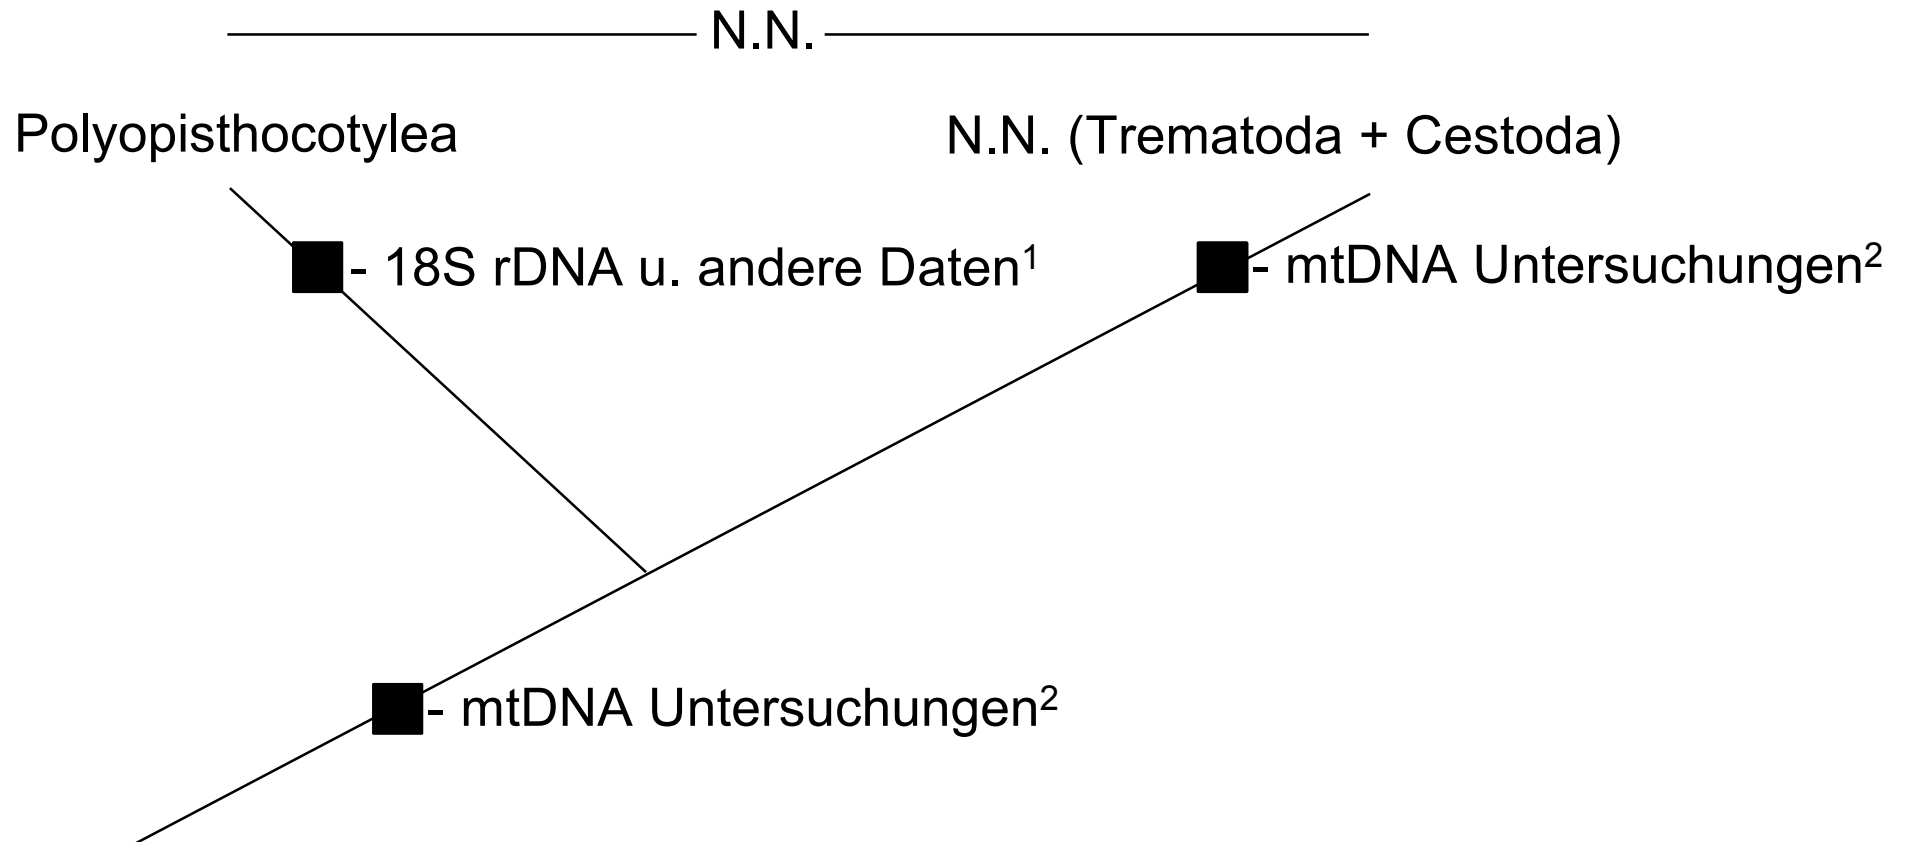 N.N.
Polyopisthocotylea
N.N. (Trematoda + Cestoda)
- 18S rDNA u. andere Daten¹
- mtDNA Untersuchungen²
- mtDNA Untersuchungen²